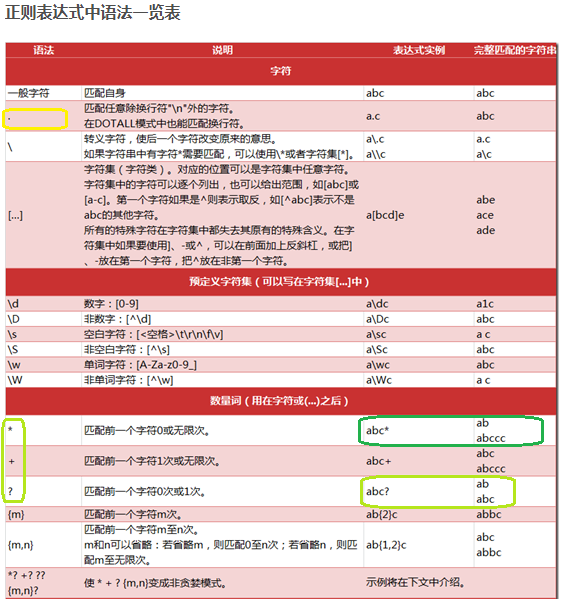 正则表达式中语法一览表
语法 说明 表达式实例 完整匹配的字符串
字符
一般字符 匹配自身 abc abc
. 匹配任意除换行符"\n"外的字符。
在DOTALL模式中也能匹配换行符。 a.c abc
\ 转义字符，使后一个字符改变原来的意思。
如果字符串中有字符*需要匹配，可以使用\*或者字符集[*]。 a\.c
a\\c a.c
a\c
[...] 字符集（字符类）。对应的位置可以是字符集中任意字符。
字符集中的字符可以逐个列出，也可以给出范围，如[abc]或
[a-c]。第一个字符如果是^则表示取反，如[^abc]表示不是
abc的其他字符。
所有的特殊字符在字符集中都失去其原有的特殊含义。在字
符集中如果要使用]、-或^，可以在前面加上反斜杠，或把]
、-放在第一个字符，把^放在非第一个字符。 a[bcd]e abe
ace
ade
预定义字符集（可以写在字符集[...]中）
\d 数字：[0-9] a\dc a1c
\D 非数字：[^\d] a\Dc abc
\s 空白字符：[<空格>\t\r\n\f\v] a\sc a c
\S 非空白字符：[^\s] a\Sc abc
\w 单词字符：[A-Za-z0-9_] a\wc abc
\W 非单词字符：[^\w] a\Wc a c
数量词（用在字符或(...)之后）
* 匹配前一个字符0或无限次。 abc* ab
abccc
+ 匹配前一个字符1次或无限次。 abc+ abc
abccc
? 匹配前一个字符0次或1次。 abc? ab
abc
{m} 匹配前一个字符m次。 ab{2}c abbc
{m,n} 匹配前一个字符m至n次。
m和n可以省略：若省略m，则匹配0至n次；若省略n，则匹
配m至无限次。 ab{1,2}c abc
abbc
*? +? ??
{m,n}? 使 * + ? {m,n}变成非贪婪模式。 示例将在下文中介绍。